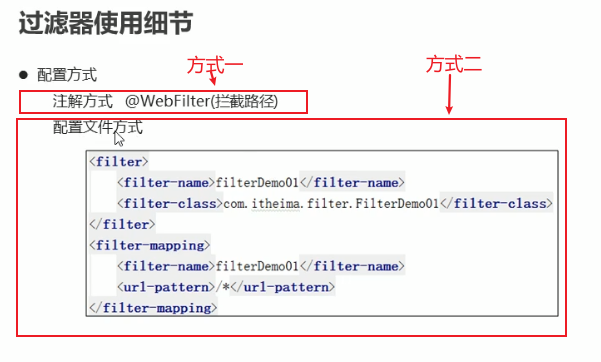 过滤器使用细节
● 配置方式
方式一
方式二
注解方式 @WebFilter(拦截路径)
配置文件方式
<filter>
<filter-name>filterDemo01</filter-name>
<filter-class>com.itheima.filter.FilterDemo01</filter-class>
</filter>
<filter-mapping>
<filter-name>filterDemo01</filter-name>
<url-pattern>/*</url-pattern>
</filter-mapping>